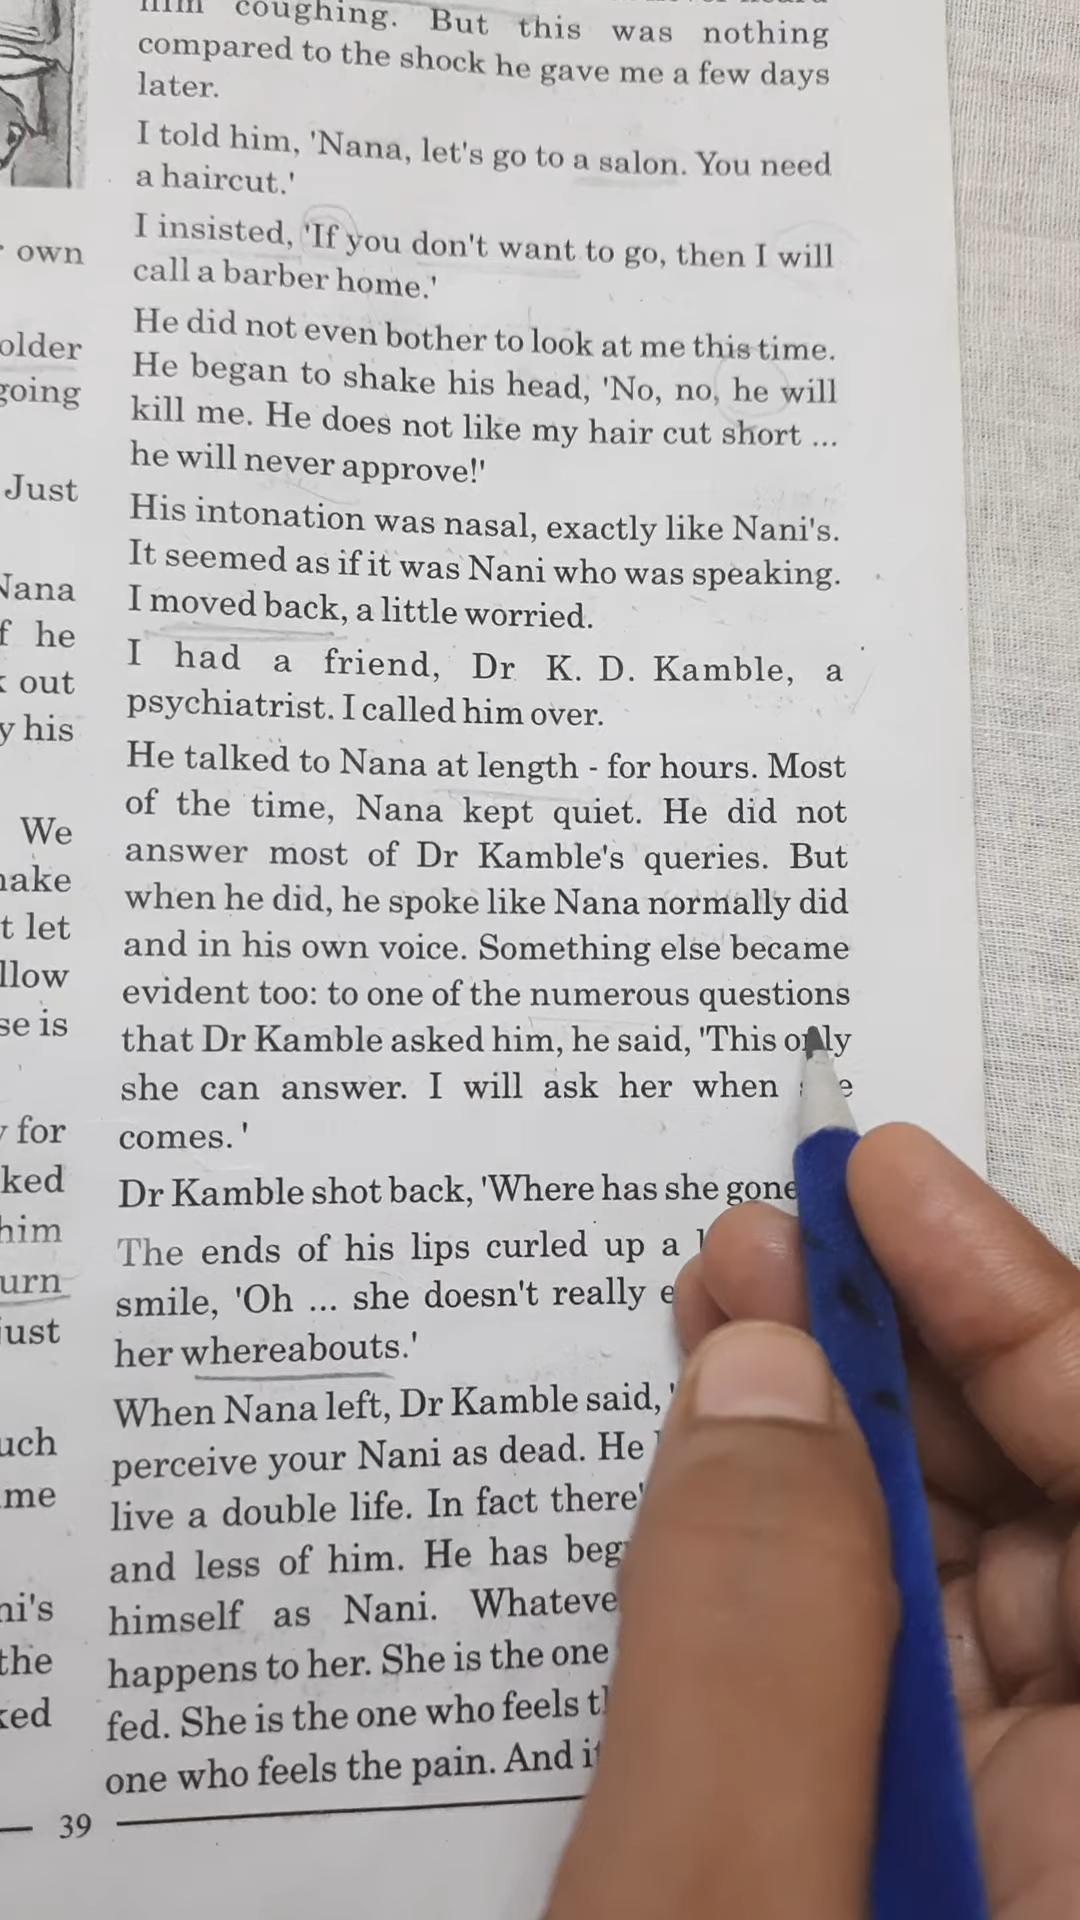 own
older
going
Just
Nana
f he
out
y his
We
make
t let
llow
se is
for
ked
him
urn
just
uch
me
ni's
the
ked
him coughing. But this was nothing
compared to the shock he gave me a few days
later.
I told him, 'Nana, let's go to a salon. You need
a haircut.'
I insisted, 'If you don't want to go, then I will
call a barber home.'
He did not even bother to look at me this time.
He began to shake his head, 'No, no, he will
kill me. He does not like my hair cut short ...
he will never approve!'
His intonation was nasal, exactly like Nani's.
It seemed as if it was Nani who was speaking.
I moved back, a little worried.
I had a friend, Dr K. D. Kamble, a
psychiatrist. I called him over.
He talked to Nana at length - for hours. Most
of the time, Nana kept quiet. He did not
answer most of Dr Kamble's queries. But
when he did, he spoke like Nana normally did
and in his own voice. Something else became
evident too: to one of the numerous questions
that Dr Kamble asked him, he said, 'This only
she can answer. I will ask her when
comes.'
Dr Kamble shot back, 'Where has she gone
The ends of his lips curled up a
smile, 'Oh ... she doesn't really
her whereabouts.'
When Nana left, Dr Kamble said, '
perceive your Nani as dead. He
live a double life. In fact there'
and less of him. He has beg
himself as Nani. Whateve
happens to her. She is the one
fed. She is the one who feels
one who feels the pain. And
39